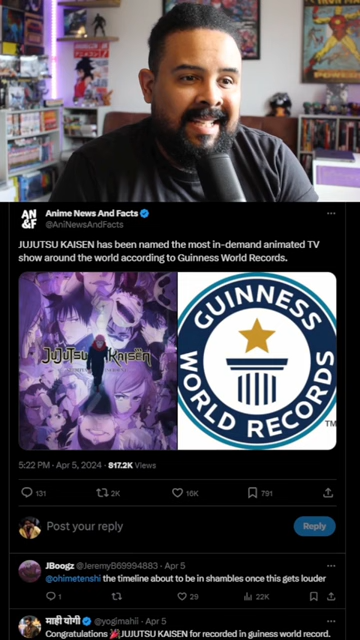 IRON MAN
AN
&F
Anime News And Facts
@AniNewsAndFacts
JUJUTSU KAISEN has been named the most in-demand animated TV
show around the world according to Guinness World Records.
JUJUTSU KAISEN
GUINNESS
WORLD RECORDS
TM
5:22 PM · Apr 5, 2024 · 817.2K Views
131
2K
16K
791
Post your reply
Reply
JBoogz @JeremyB69994883 · Apr 5
@ohimetenshi the timeline about to be in shambles once this gets louder
1
29
22K
माही योगी @yogimahii · Apr 5
Congratulations 🎉JUJUTSU KAISEN for recorded in guiness world record.